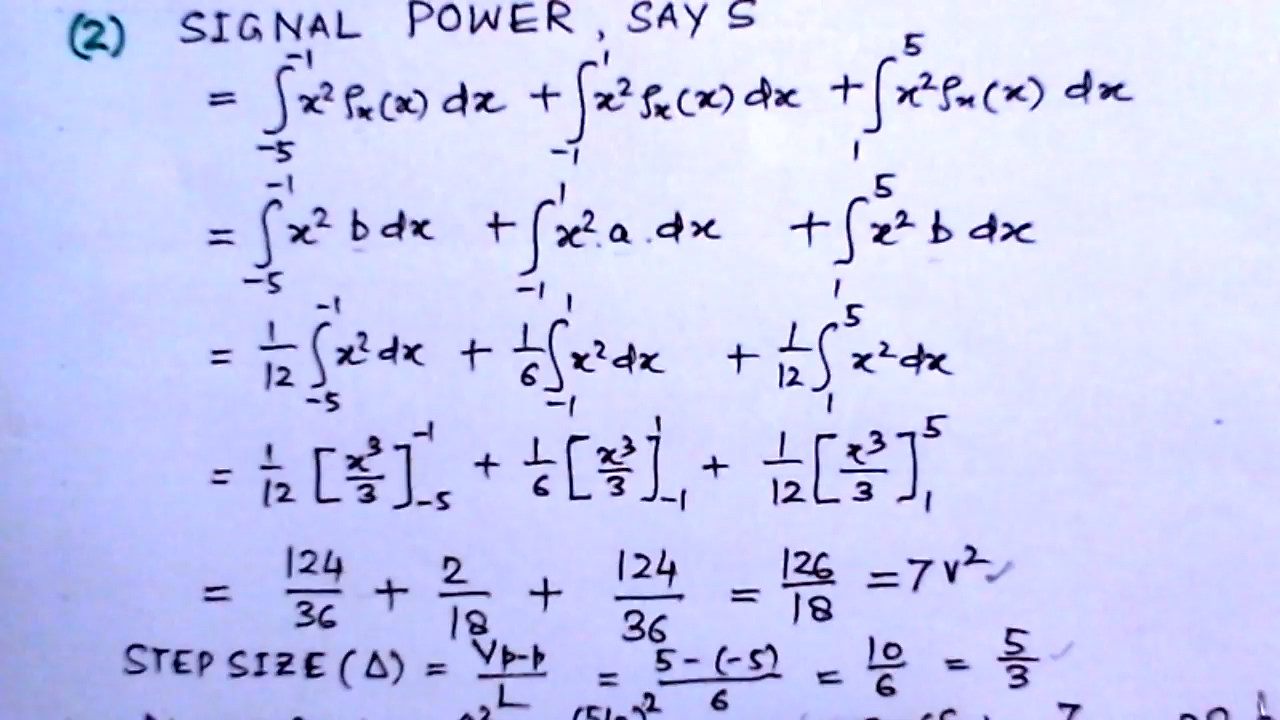 (2) SIGNAL POWER, SAY S
= ∫_{-5}^{-1} x² ρx(x) dx + ∫_{-1}^{1} x² ρx(x) dx + ∫_{1}^{5} x² ρx(x) dx
= ∫_{-5}^{-1} x² b dx + ∫_{-1}^{1} x². a . dx + ∫_{1}^{5} x² b dx
= 1/12 ∫_{-5}^{-1} x² dx + 1/6 ∫_{-1}^{1} x² dx + 1/12 ∫_{1}^{5} x² dx
= 1/12 [x³/3]_{-5}^{-1} + 1/6 [x³/3]_{-1}^{1} + 1/12 [x³/3]_{1}^{5}
= 124/36 + 2/18 + 124/36 = 126/18 = 7 V²
STEP SIZE (Δ) = Vp-p/L = 5-(-5)/6 = 10/6 = 5/3